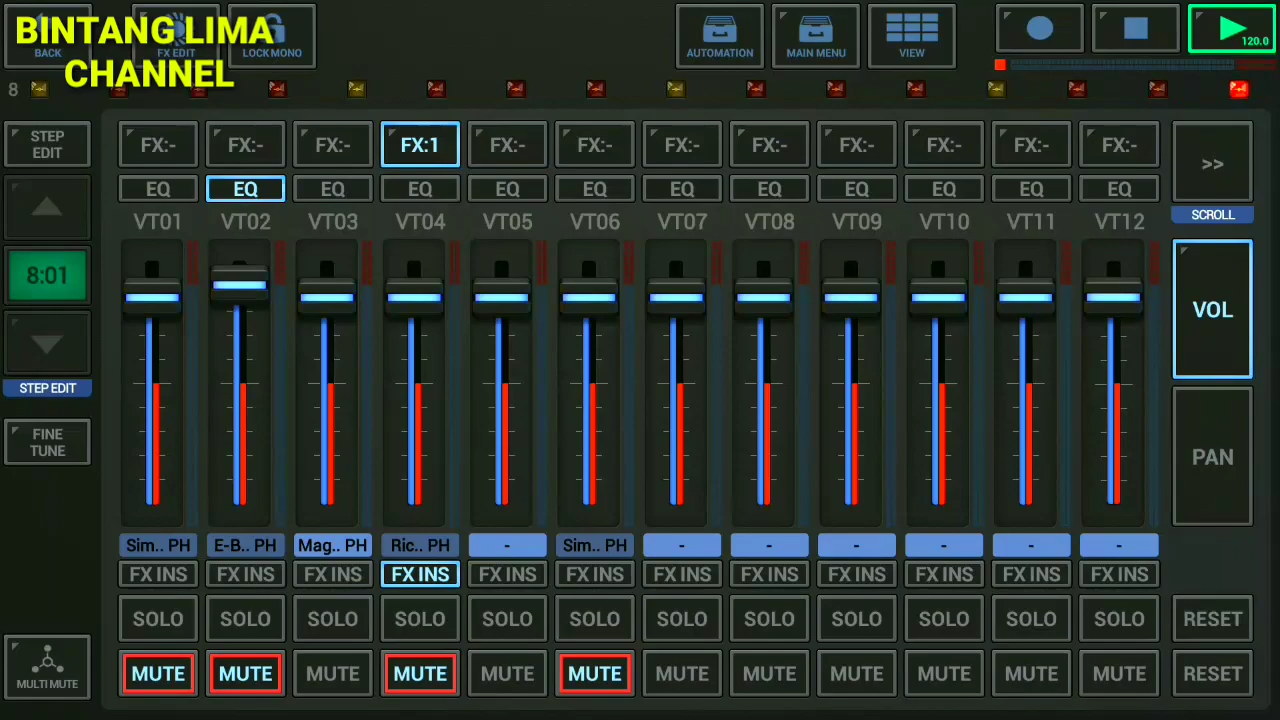 BINTANG LIMA
CHANNEL
BACK
FX EDIT
LOCK MONO
AUTOMATION
MAIN MENU
VIEW
120.0
8
STEP
EDIT
FX:- FX:- FX:- FX:1 FX:- FX:- FX:- FX:- FX:- FX:- FX:- FX:-
>>
EQ EQ EQ EQ EQ EQ EQ EQ EQ EQ EQ EQ
SCROLL
VT01 VT02 VT03 VT04 VT05 VT06 VT07 VT08 VT09 VT10 VT11 VT12
8:01
VOL
STEP EDIT
FINE
TUNE
PAN
Sim.. PH E-B.. PH Mag.. PH Ric.. PH - Sim.. PH - - - - - -
FX INS FX INS FX INS FX INS FX INS FX INS FX INS FX INS FX INS FX INS FX INS FX INS
SOLO SOLO SOLO SOLO SOLO SOLO SOLO SOLO SOLO SOLO SOLO SOLO RESET
MULTI MUTE
MUTE MUTE MUTE MUTE MUTE MUTE MUTE MUTE MUTE MUTE MUTE MUTE RESET